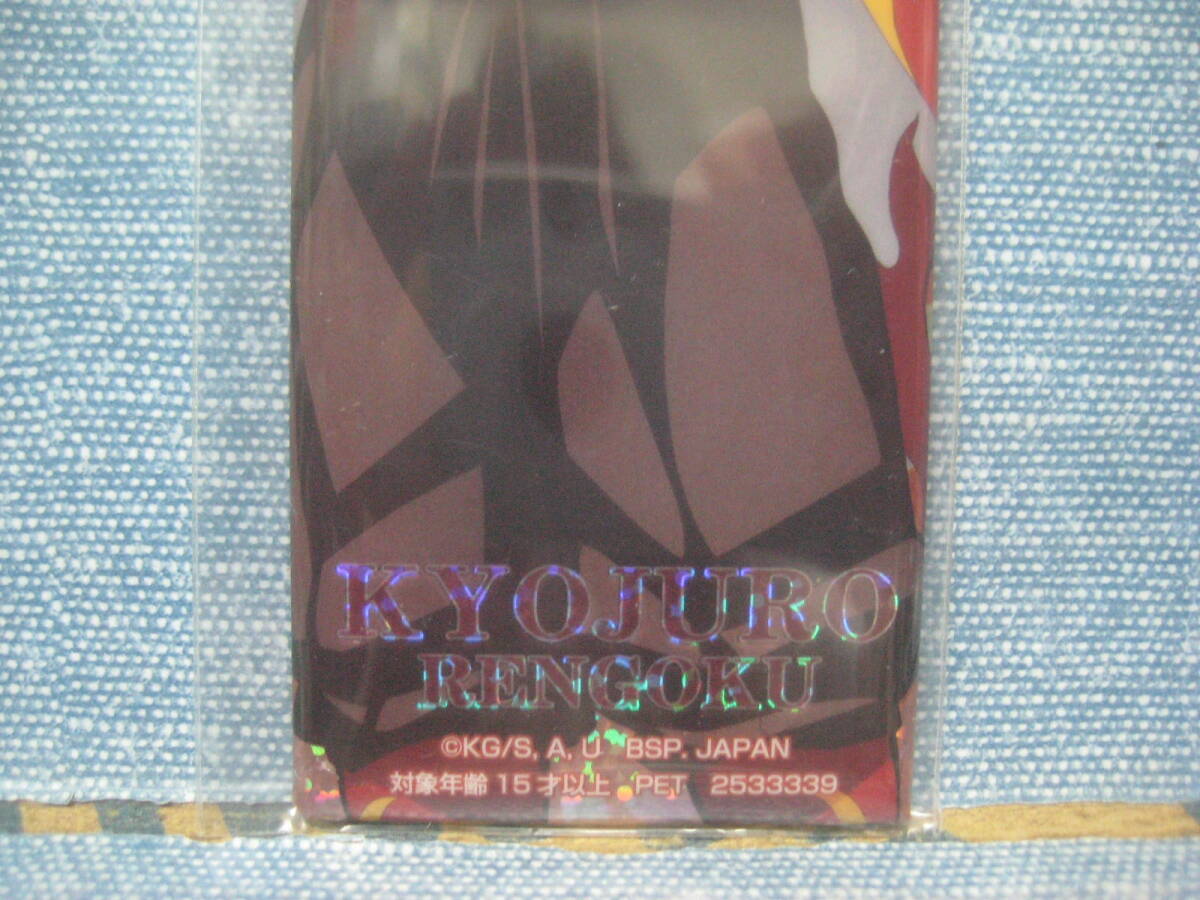 KYOJURO
RENGOKU
©KG/S, A, U BSP. JAPAN
対象年齢 15 才以上 PET 2533339